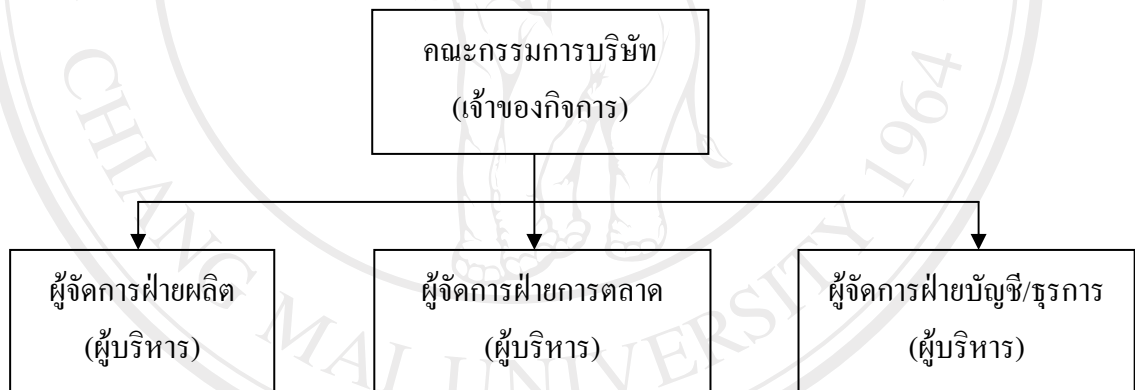 คณะกรรมการบริษัท
(เจ้าของกิจการ)
ผู้จัดการฝ่ายผลิต
(ผู้บริหาร)
ผู้จัดการฝ่ายการตลาด
(ผู้บริหาร)
ผู้จัดการฝ่ายบัญชี/ธุรการ
(ผู้บริหาร)
CHIANG MAI UNIVERSITY 1964